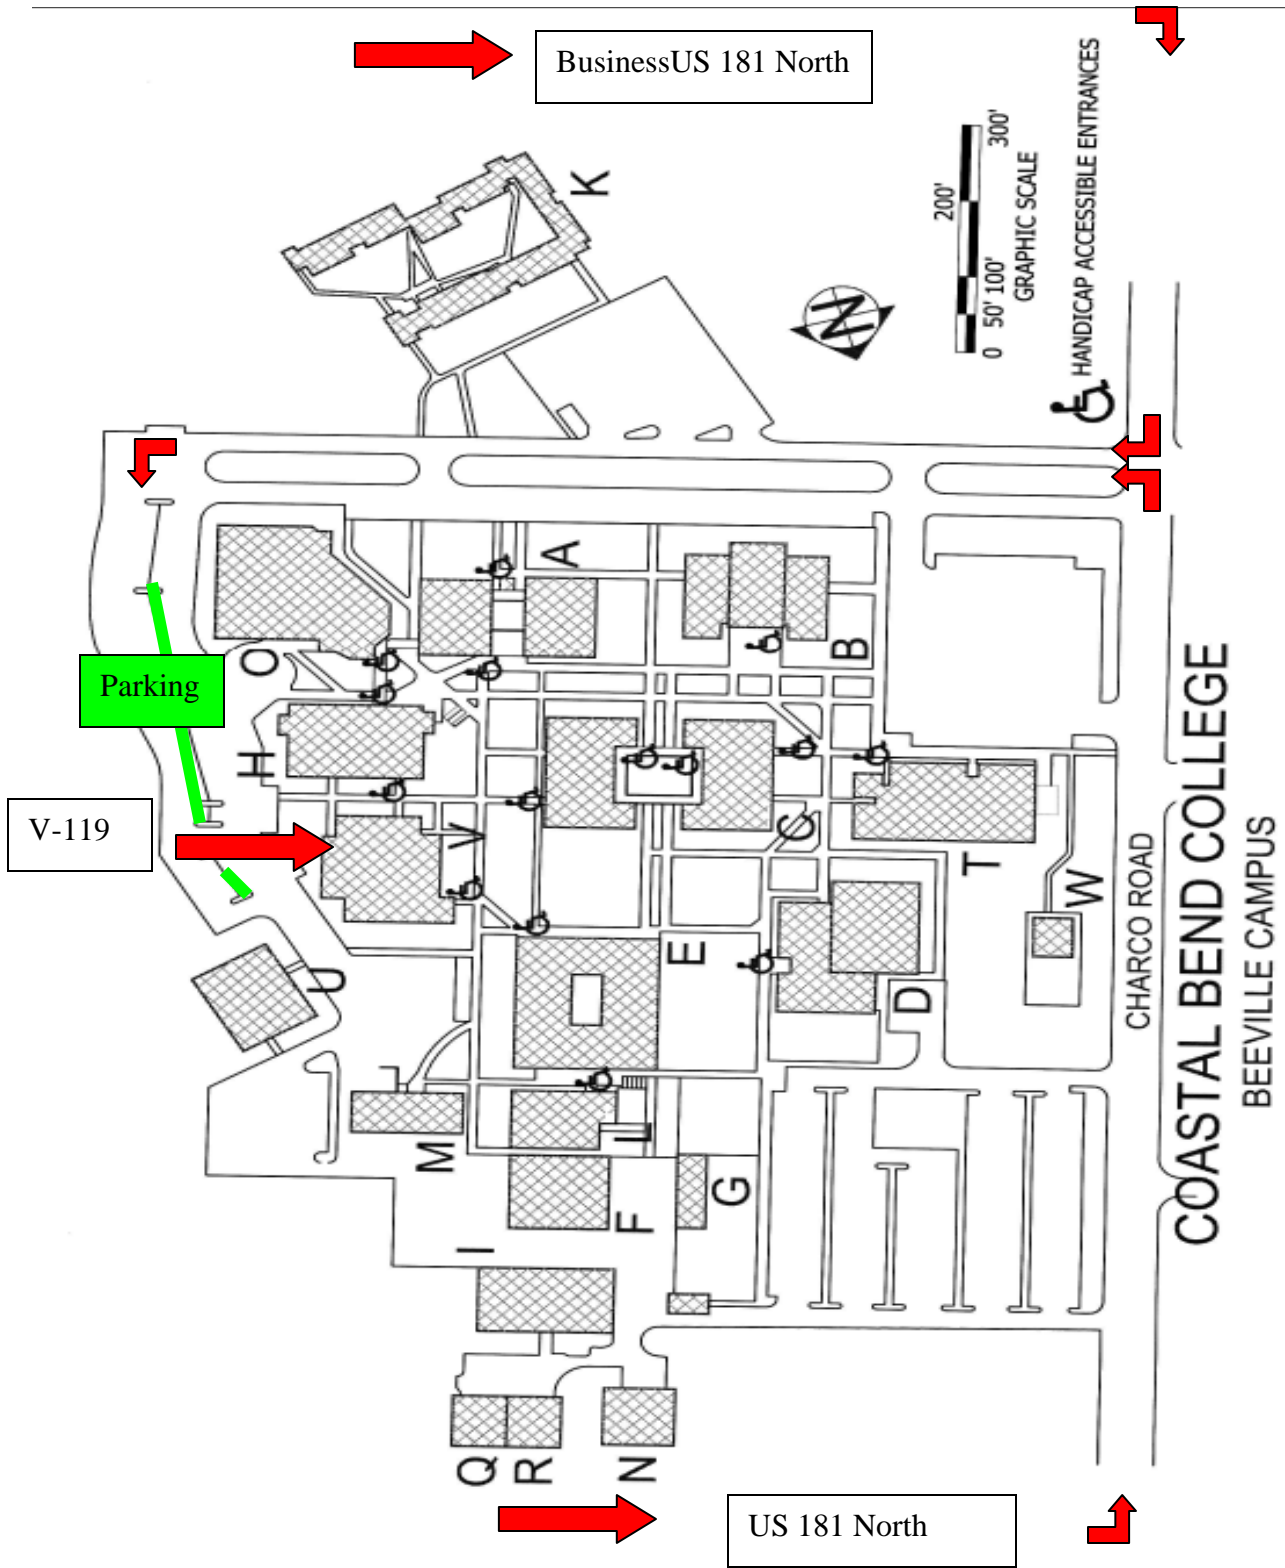 BusinessUS 181 North
K
200'
300'
0 50' 100'
GRAPHIC SCALE
HANDICAP ACCESSIBLE ENTRANCES
N
A
B
O
Parking
H
V-119
V
C
T
W
CHARCO ROAD
COASTAL BEND COLLEGE
BEEVILLE CAMPUS
E
D
U
M
L
G
F
I
Q
R
N
US 181 North